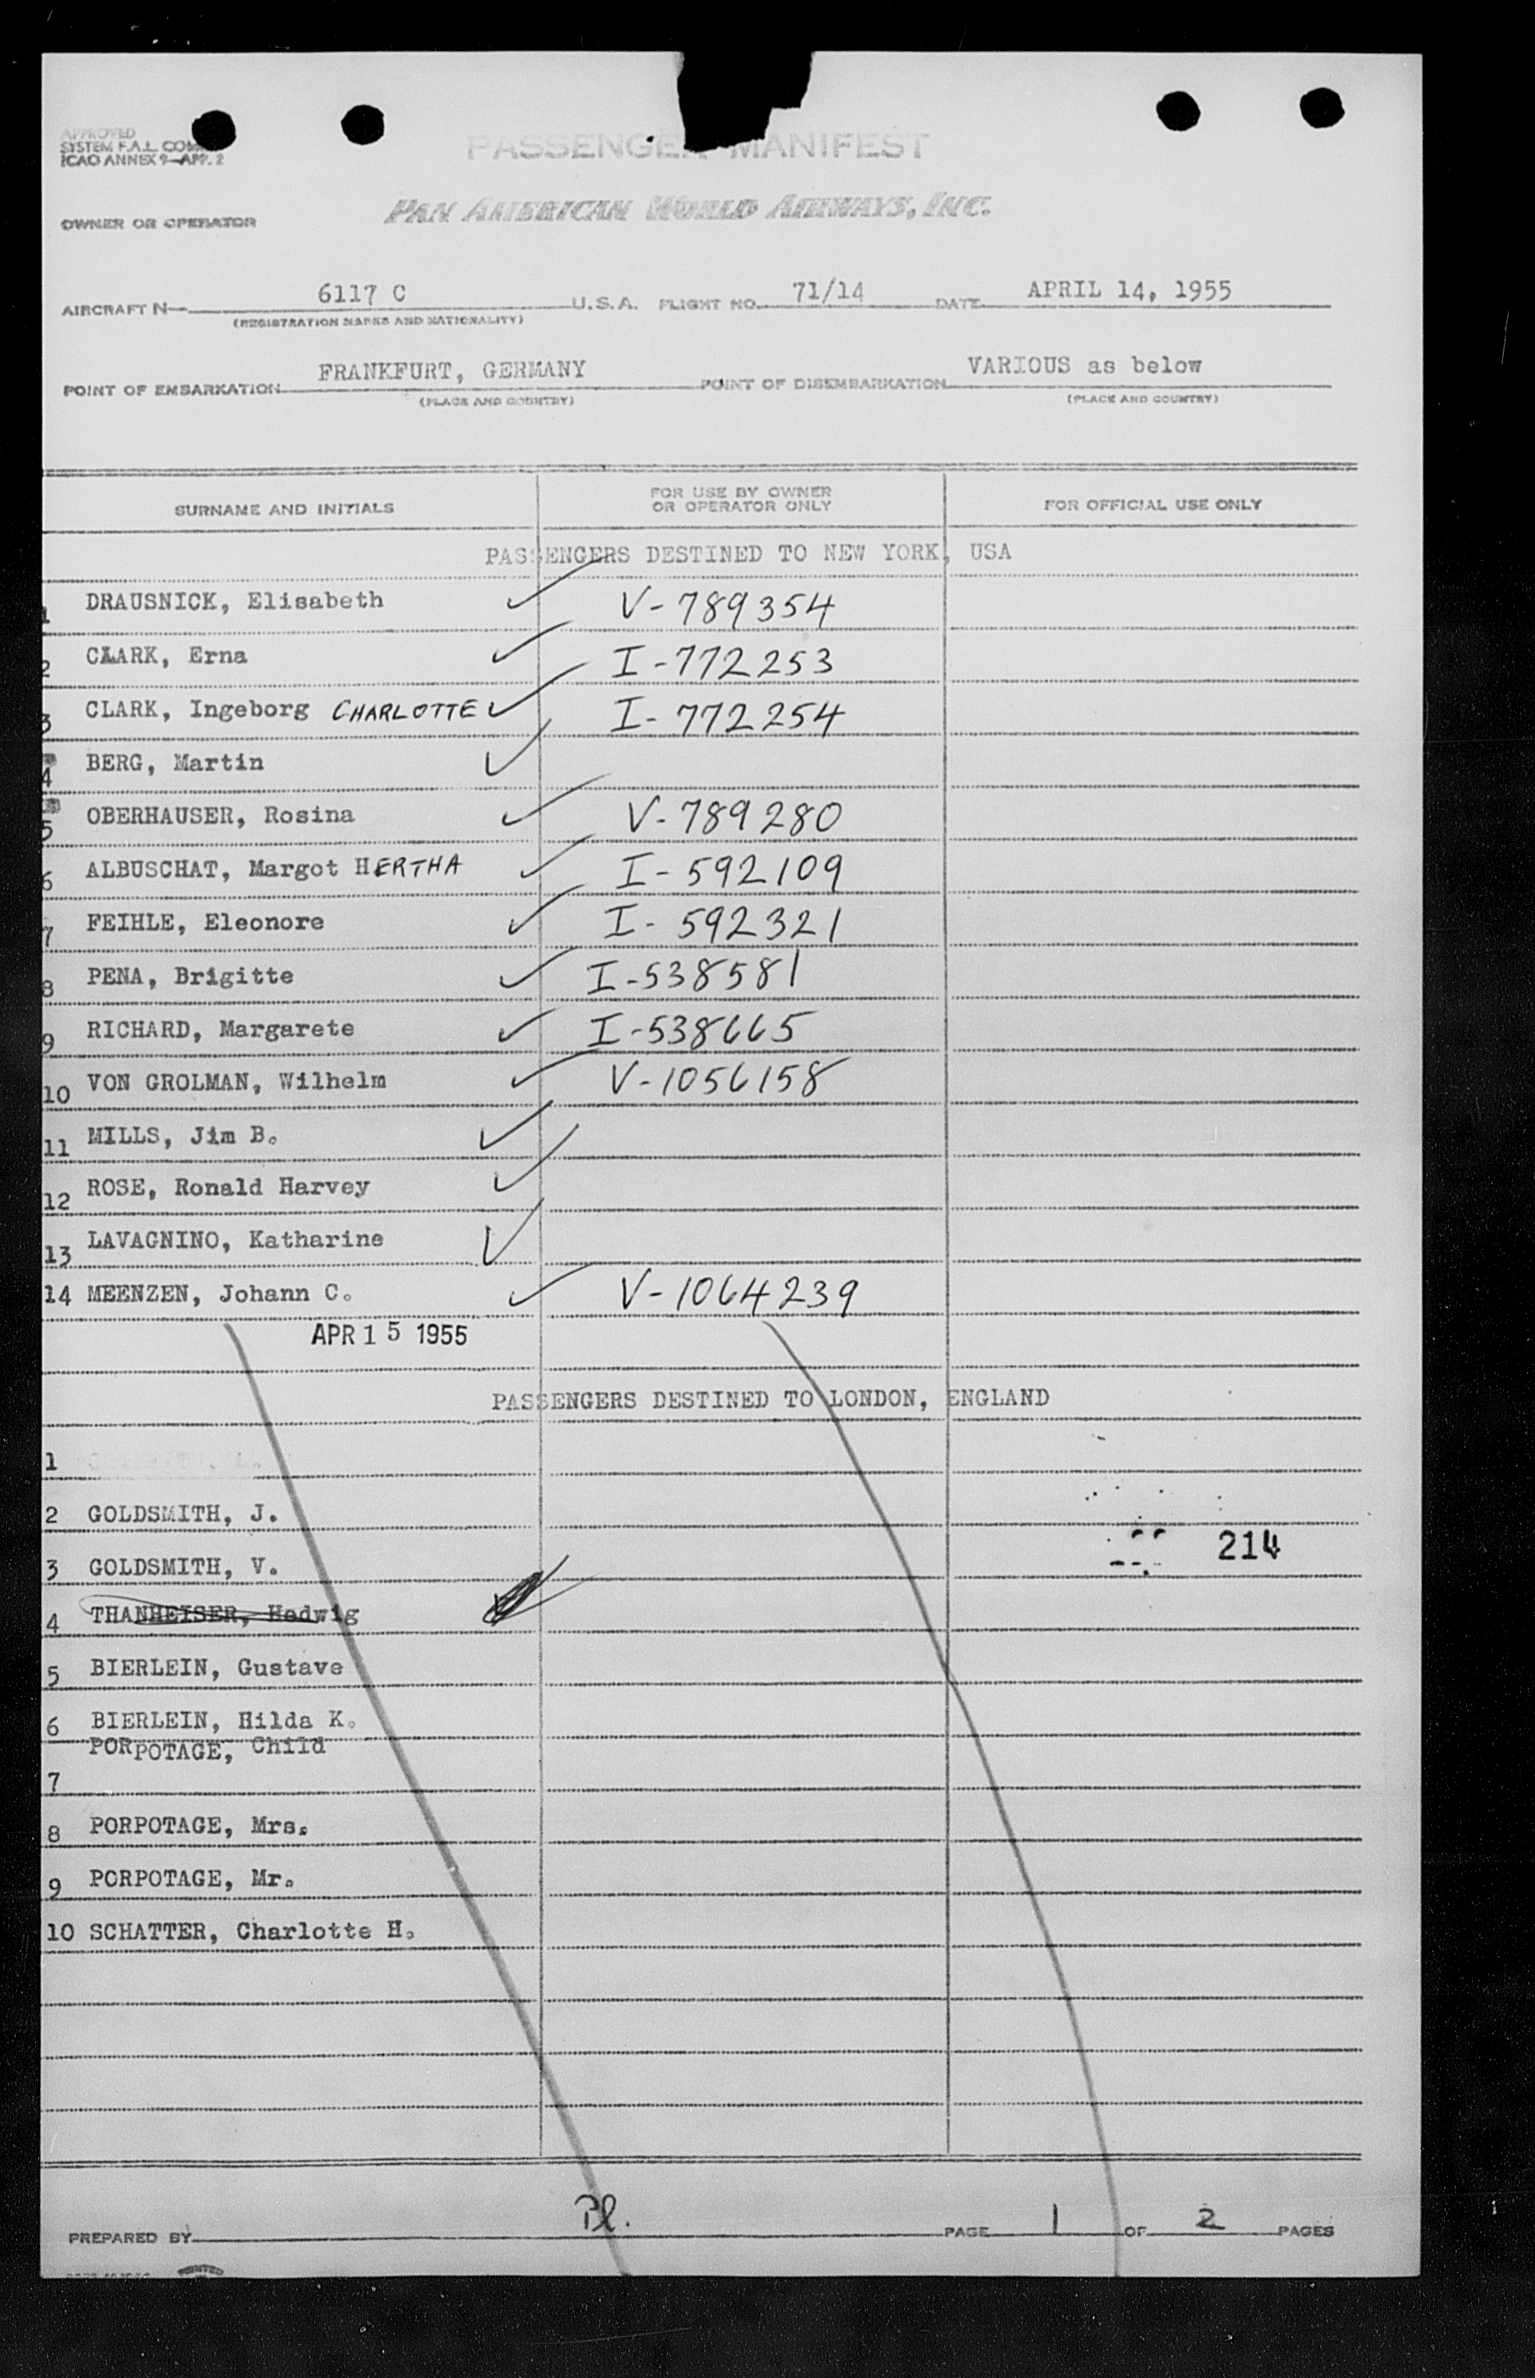 APPROVED
SYSTEM F.A.L.
ICAO ANNEX 9—APP. 2
PASSENGER MANIFEST
OWNER OR OPERATOR PAN AMERICAN WORLD AIRWAYS, INC.
AIRCRAFT N— 6117 C U.S.A. FLIGHT NO. 71/14 DATE APRIL 14, 1955
(REGISTRATION MARKS AND NATIONALITY)
POINT OF EMBARKATION FRANKFURT, GERMANY POINT OF DISEMBARKATION VARIOUS as below
(PLACE AND COUNTRY) (PLACE AND COUNTRY)
SURNAME AND INITIALS FOR USE BY OWNER OR OPERATOR ONLY FOR OFFICIAL USE ONLY
PASSENGERS DESTINED TO NEW YORK, USA
1 DRAUSNICK, Elisabeth V-789354
2 CLARK, Erna I-772253
3 CLARK, Ingeborg CHARLOTTE I-772254
4 BERG, Martin
5 OBERHAUSER, Rosina V-789280
6 ALBUSCHAT, Margot HERTHA I-592109
7 FEIHLE, Eleonore I-592321
8 PENA, Brigitte I-538581
9 RICHARD, Margarete I-538665
10 VON GROLMAN, Wilhelm V-1056158
11 MILLS, Jim B.
12 ROSE, Ronald Harvey
13 LAVAGNINO, Katharine
14 MEENZEN, Johann C. V-1064239
APR 15 1955
PASSENGERS DESTINED TO LONDON, ENGLAND
1
2 GOLDSMITH, J.
214
3 GOLDSMITH, V.
4 THANHEISER, Hedwig
5 BIERLEIN, Gustave
6 BIERLEIN, Hilda K.
PORPOTAGE, Child
7
8 PORPOTAGE, Mrs.
9 PORPOTAGE, Mr.
10 SCHATTER, Charlotte H.
PREPARED BY Pl. PAGE 1 OF 2 PAGES